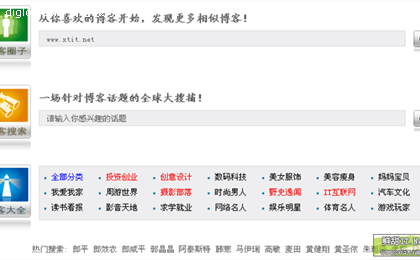 从你喜欢的博客开始，发现更多相似博客！
www.xtit.net
客圈子
一场针对博客话题的全球大搜捕！
请输入你感兴趣的话题
客搜索
全部分类 投资创业 创意设计 数码科技 美女服饰 美容瘦身 妈妈宝贝
我爱我家 周游世界 摄影部落 时尚男人 野史逸闻 IT互联网 汽车文化
客大全
读书看报 影音天地 求学就业 网络名人 娱乐明星 体育名人 游戏玩家
热门搜索： 郎平 郎效农 郎咸平 郭晶晶 阿泰斯特 韩寒 马伊琍 高敏 麦田 黄健翔 黄圣依